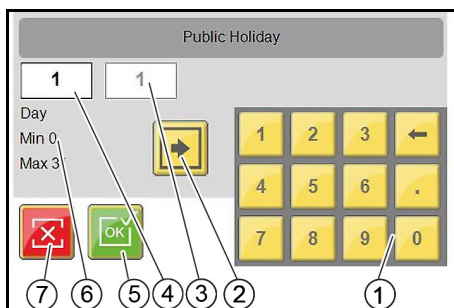 Public Holiday
1 1
Day
Min 0
Max 3
1 2 3 ←
4 5 6 .
7 8 9 0
OK
7 6 5 4 3 2 1